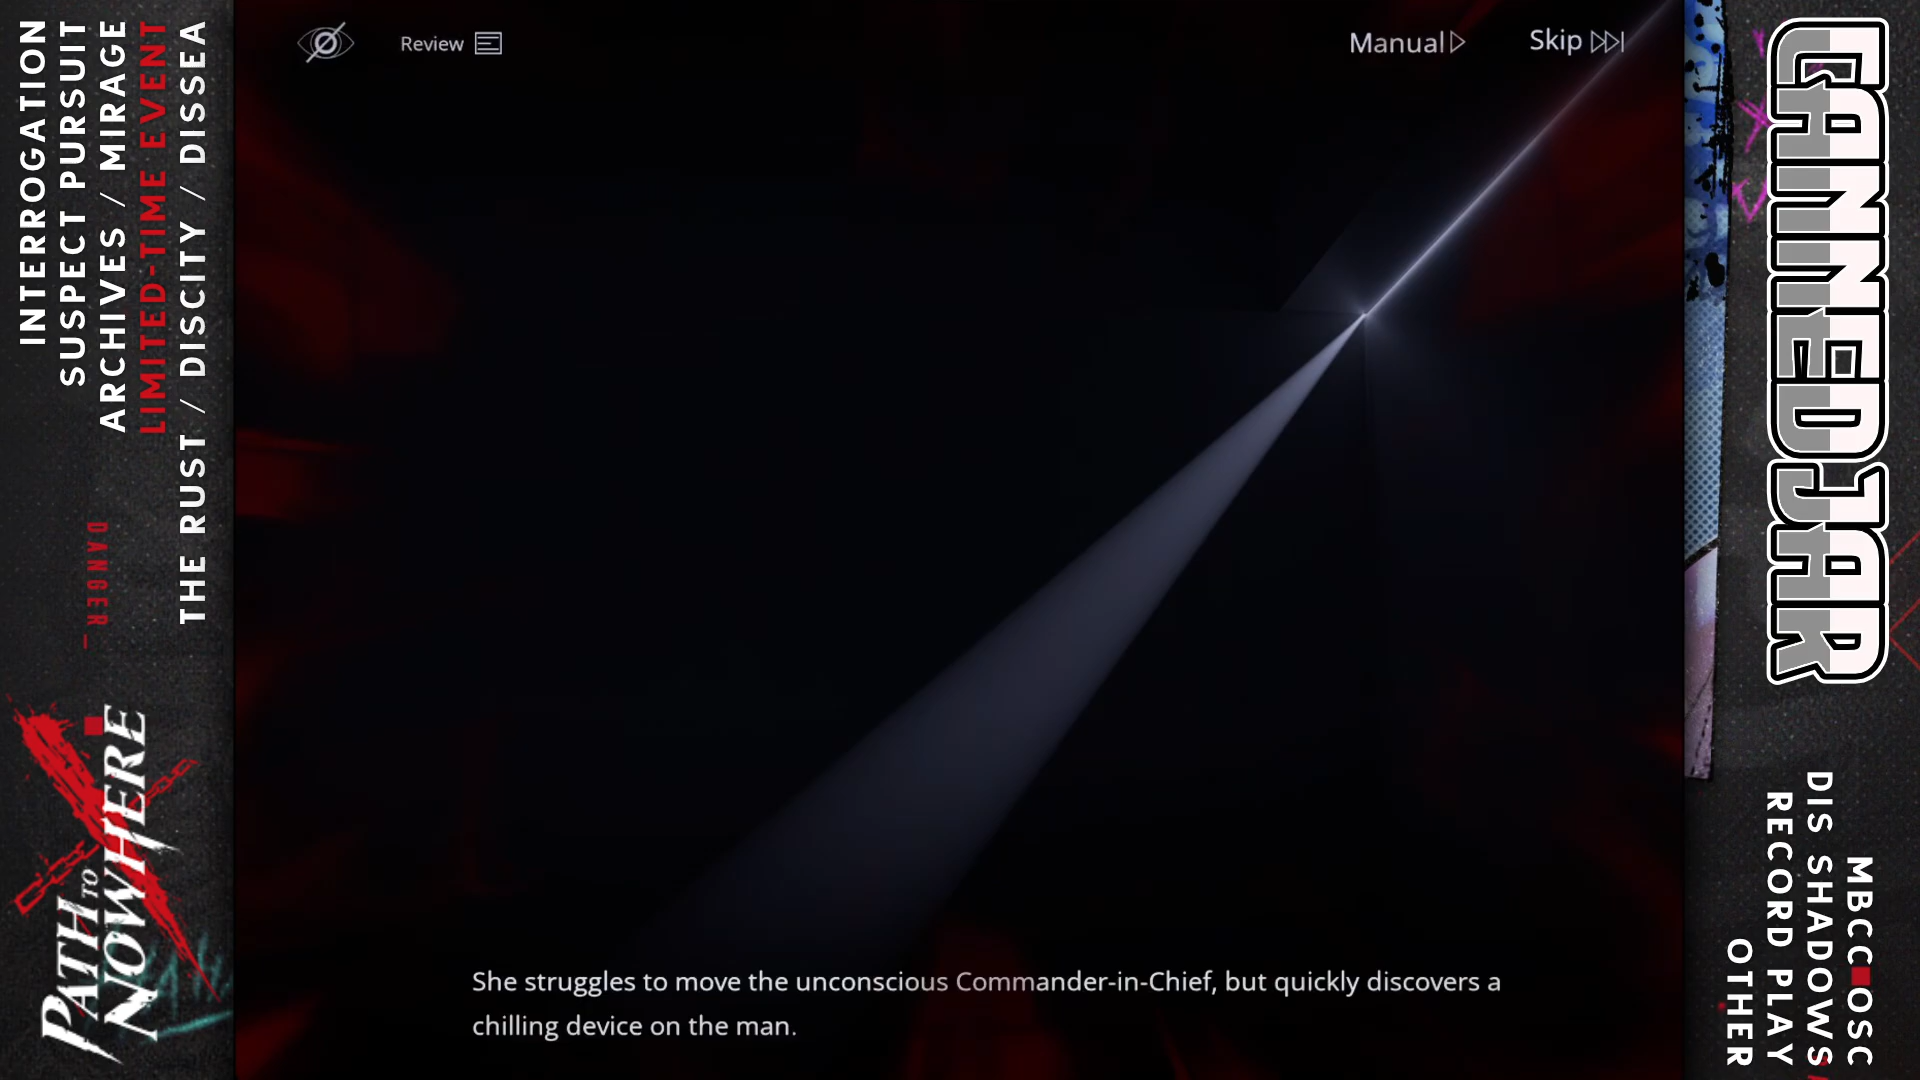 INTERROGATION
SUSPECT PURSUIT
ARCHIVES / MIRAGE
LIMITED-TIME EVENT
THE RUST / DISCITY / DISSEA
DANGER_
PATH TO
NOWHERE
Review
Manual
Skip
She struggles to move the unconscious Commander-in-Chief, but quickly discovers a
chilling device on the man.
CANNEDJAR
MBCC OSC
DIS SHADOWS
RECORD PLAY
OTHER